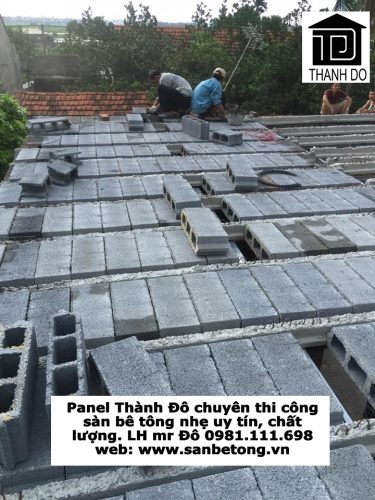 THANH DO
Panel Thành Đô chuyên thi công
sàn bê tông nhẹ uy tín, chất
lượng. LH mr Đô 0981.111.698
web: www.sanbetong.vn